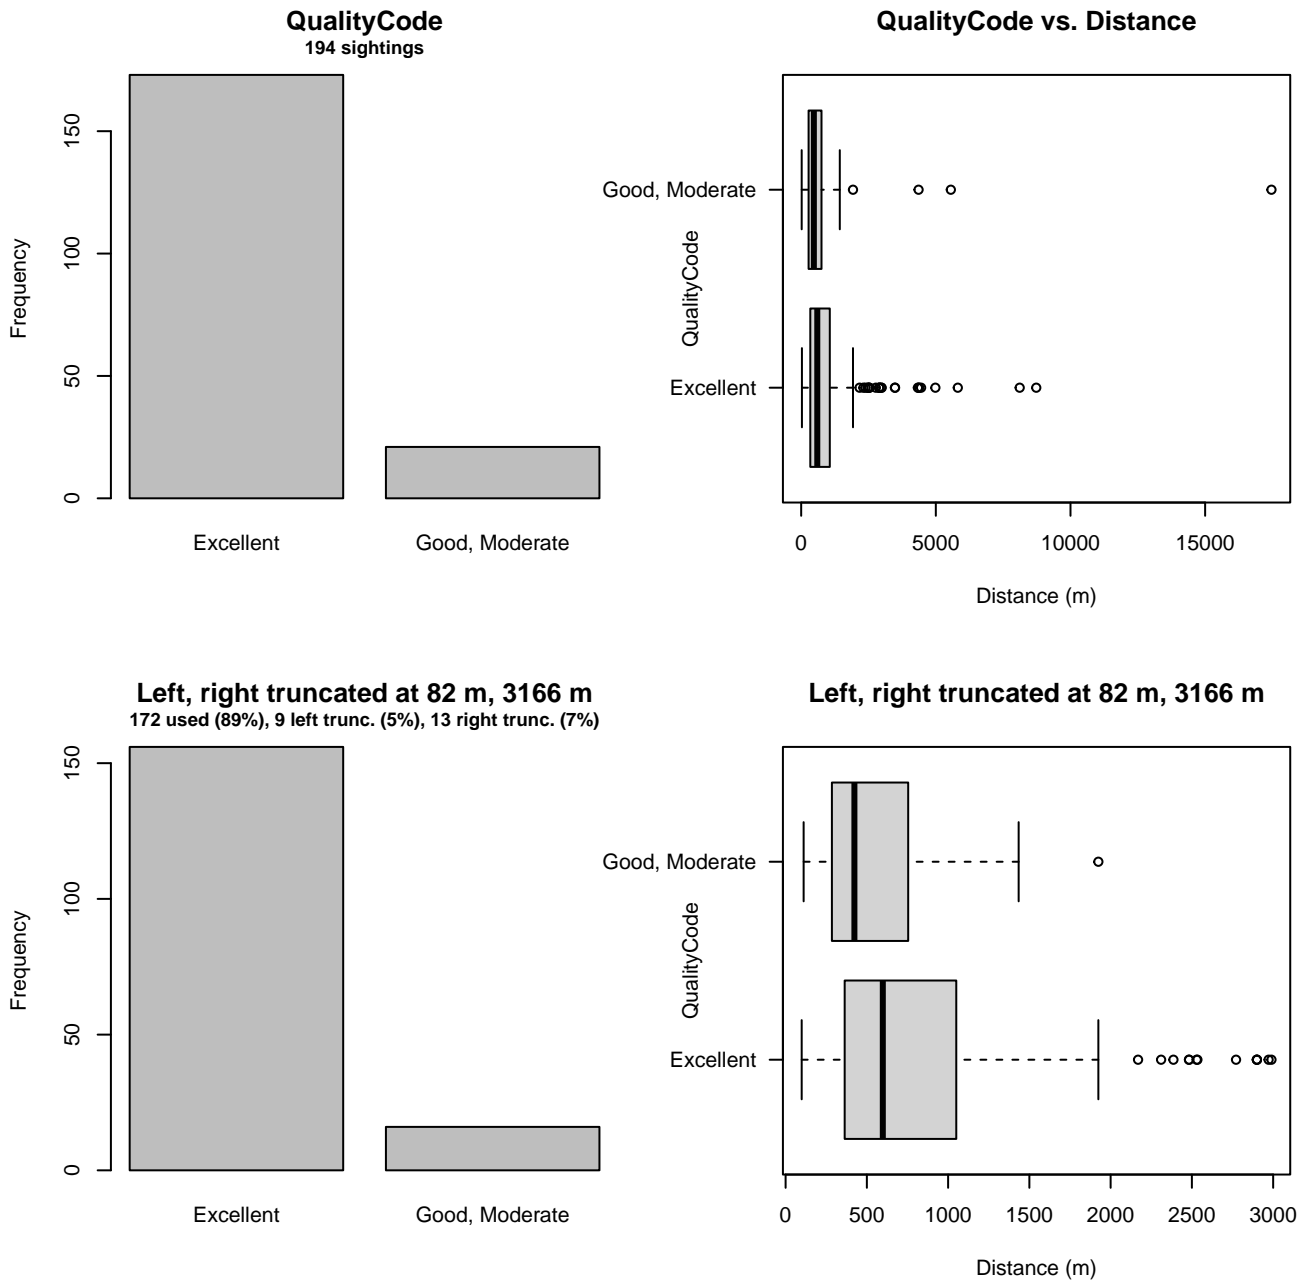 QualityCode
194 sightings
Frequency
0
50
100
150
Excellent
Good, Moderate
QualityCode vs. Distance
QualityCode
Good, Moderate
Excellent
0
5000
10000
15000
Distance (m)
Left, right truncated at 82 m, 3166 m
172 used (89%), 9 left trunc. (5%), 13 right trunc. (7%)
Frequency
0
50
100
150
Excellent
Good, Moderate
Left, right truncated at 82 m, 3166 m
QualityCode
Good, Moderate
Excellent
0
500
1000
1500
2000
2500
3000
Distance (m)